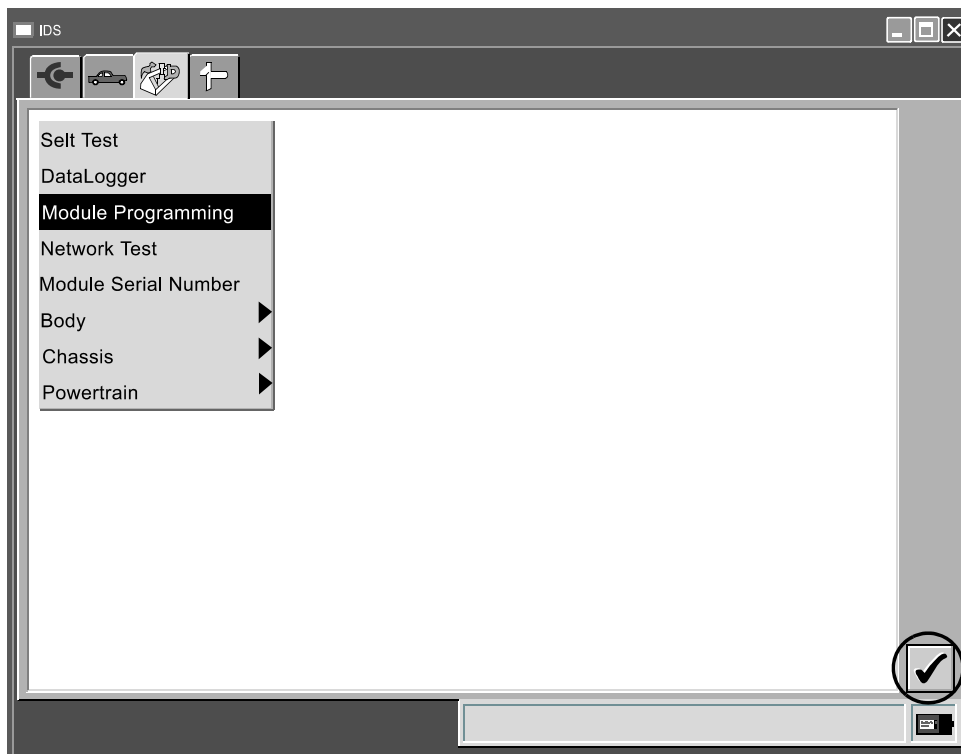 IDS
Selt Test
DataLogger
Module Programming
Network Test
Module Serial Number
Body
Chassis
Powertrain